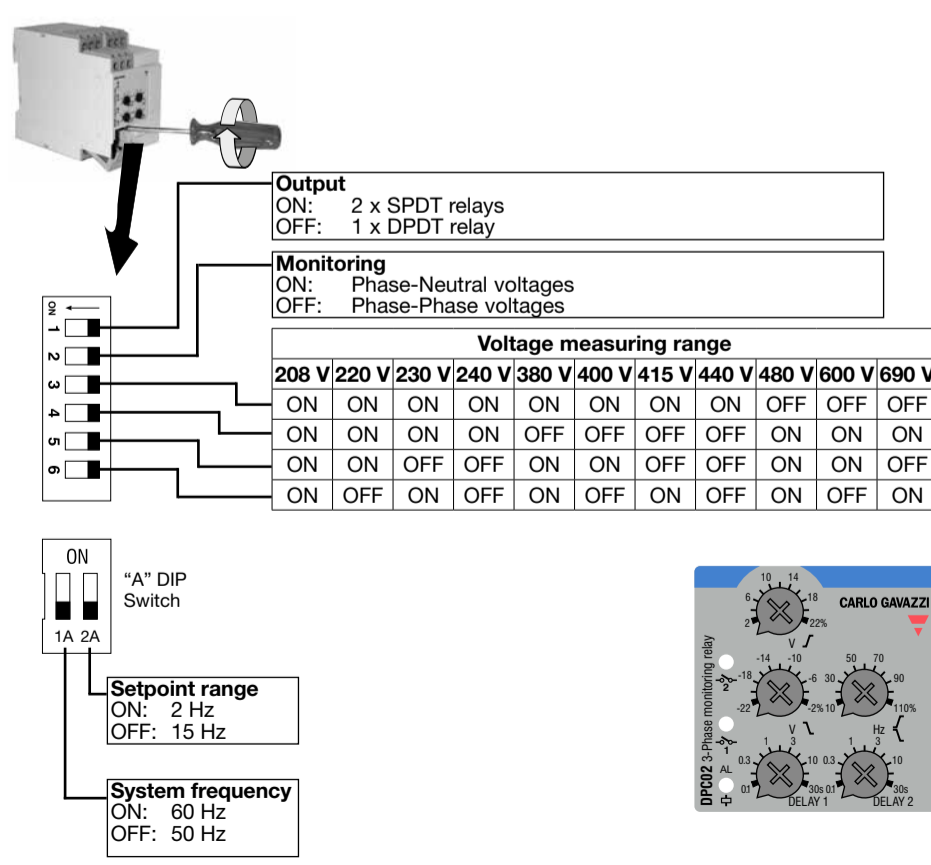 Output
ON: 2 x SPDT relays
OFF: 1 x DPDT relay
Monitoring
ON: Phase-Neutral voltages
OFF: Phase-Phase voltages
ON
1
2
3
4
5
6
Voltage measuring range
208 V 220 V 230 V 240 V 380 V 400 V 415 V 440 V 480 V 600 V 690 V
ON ON ON ON ON ON ON ON OFF OFF OFF
ON ON ON ON OFF OFF OFF OFF ON ON ON
ON ON OFF OFF ON ON OFF OFF ON ON OFF
ON OFF ON OFF ON OFF ON OFF ON OFF ON
ON
1A 2A
"A" DIP
Switch
Setpoint range
ON: 2 Hz
OFF: 15 Hz
System frequency
ON: 60 Hz
OFF: 50 Hz
CARLO GAVAZZI
DPC02 3-Phase monitoring relay
2 6 10 14 18 22%
V
-22 -18 -14 -10 -6 -2%
V
10 30 50 70 90 110%
Hz
2
1
AL
0.1 0.3 1 3 10 30s
DELAY 1
0.1 0.3 1 3 10 30s
DELAY 2